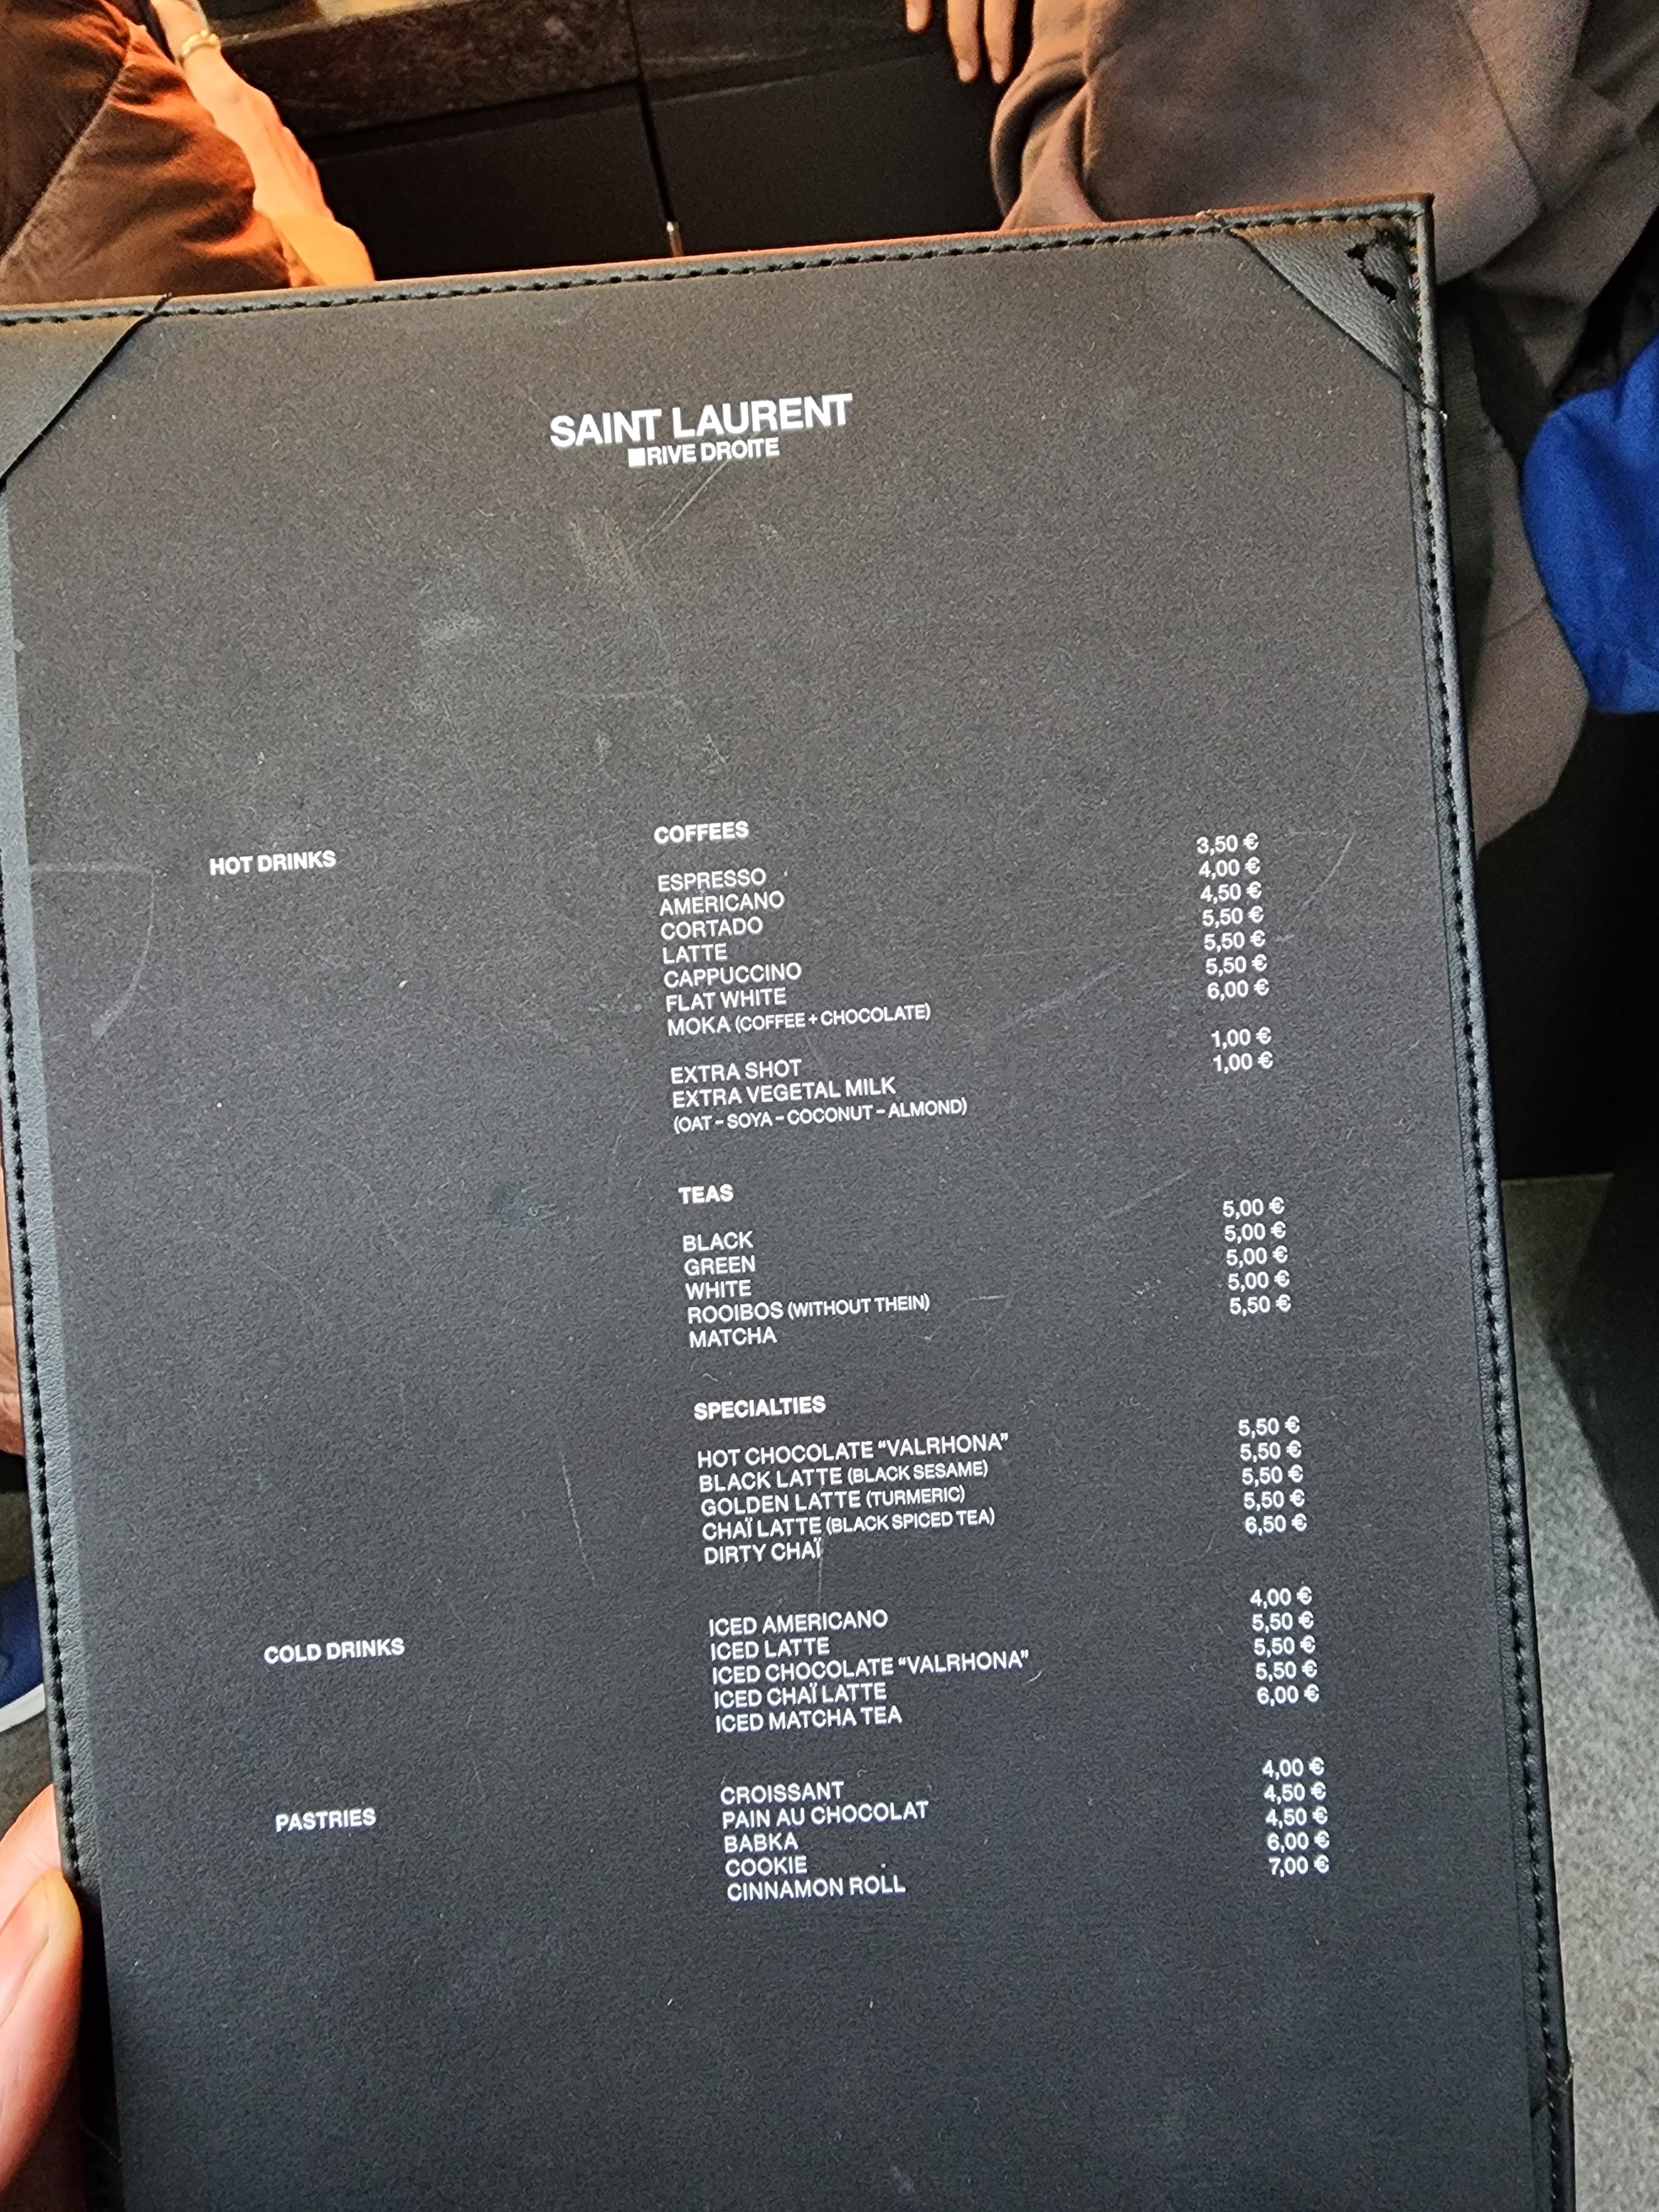 SAINT LAURENT
■RIVE DROITE
HOT DRINKS
COFFEES
ESPRESSO 3,50 €
AMÉRICANO 4,00 €
CORTADO 4,50 €
LATTE 5,50 €
CAPPUCCINO 5,50 €
FLAT WHITE 5,50 €
MOKA (COFFEE + CHOCOLATE) 6,00 €
EXTRA SHOT 1,00 €
EXTRA VEGETAL MILK 1,00 €
(OAT – SOYA – COCONUT – ALMOND)
TEAS
BLACK 5,00 €
GREEN 5,00 €
WHITE 5,00 €
ROOIBOS (WITHOUT THEIN) 5,00 €
MATCHA 5,50 €
SPECIALTIES
HOT CHOCOLATE “VALRHONA” 5,50 €
BLACK LATTE (BLACK SESAME) 5,50 €
GOLDEN LATTE (TURMERIC) 5,50 €
CHAÏ LATTE (BLACK SPICED TEA) 5,50 €
DIRTY CHAÏ 6,50 €
COLD DRINKS
ICED AMERICANO 4,00 €
ICED LATTE 5,50 €
ICED CHOCOLATE “VALRHONA” 5,50 €
ICED CHAÏ LATTE 5,50 €
ICED MATCHA TEA 6,00 €
PASTRIES
CROISSANT 4,00 €
PAIN AU CHOCOLAT 4,50 €
BABKA 4,50 €
COOKIE 6,00 €
CINNAMON ROLL 7,00 €